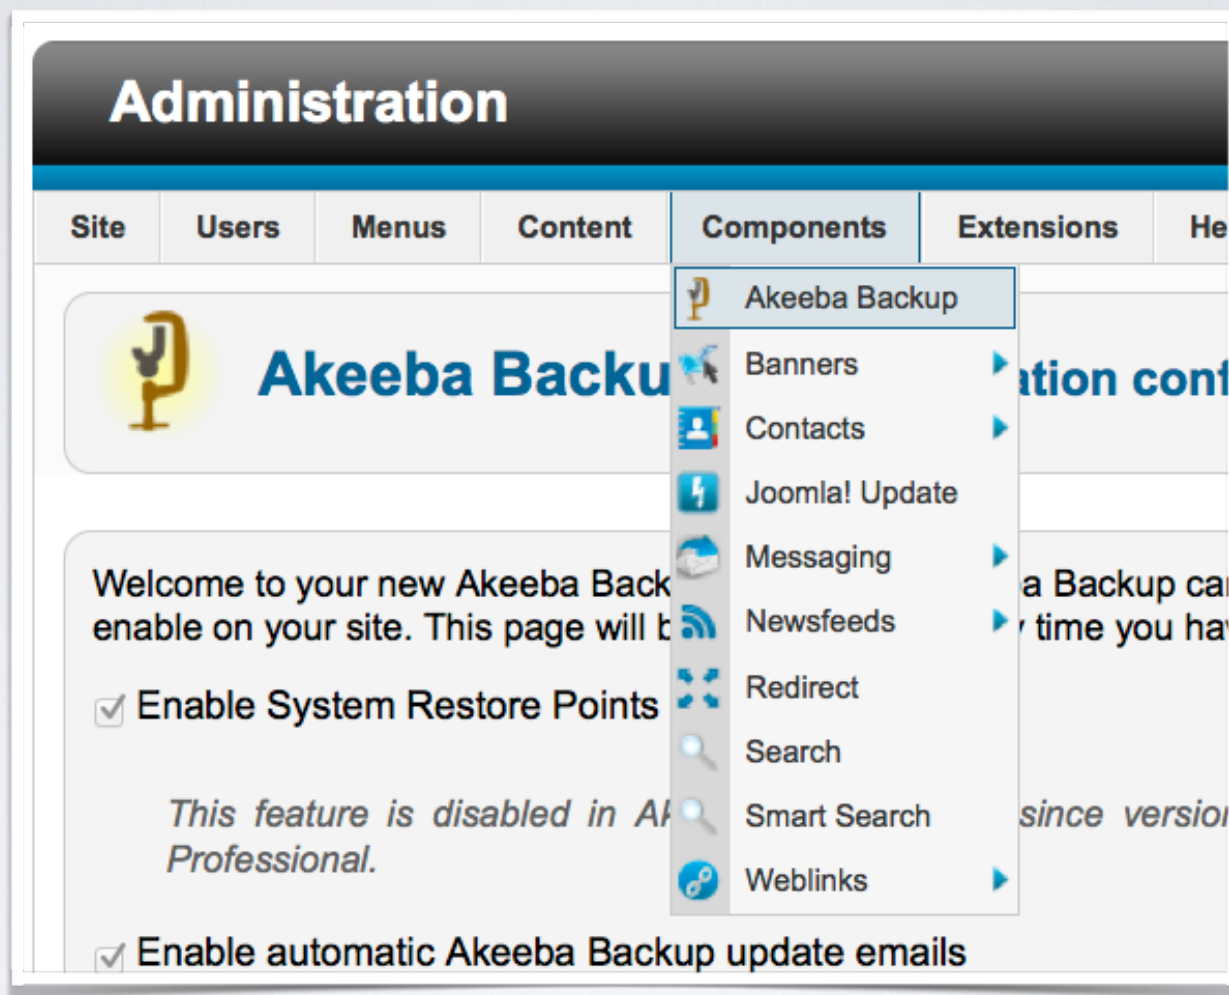 Administration
Site Users Menus Content Components Extensions He
Akeeba Backu ation conf
Akeeba Backup
Banners
Contacts
Joomla! Update
Messaging
Newsfeeds
Redirect
Search
Smart Search
Weblinks
Welcome to your new Akeeba Back a Backup ca
enable on your site. This page will b time you ha
Enable System Restore Points
This feature is disabled in Ak since version
Professional.
Enable automatic Akeeba Backup update emails